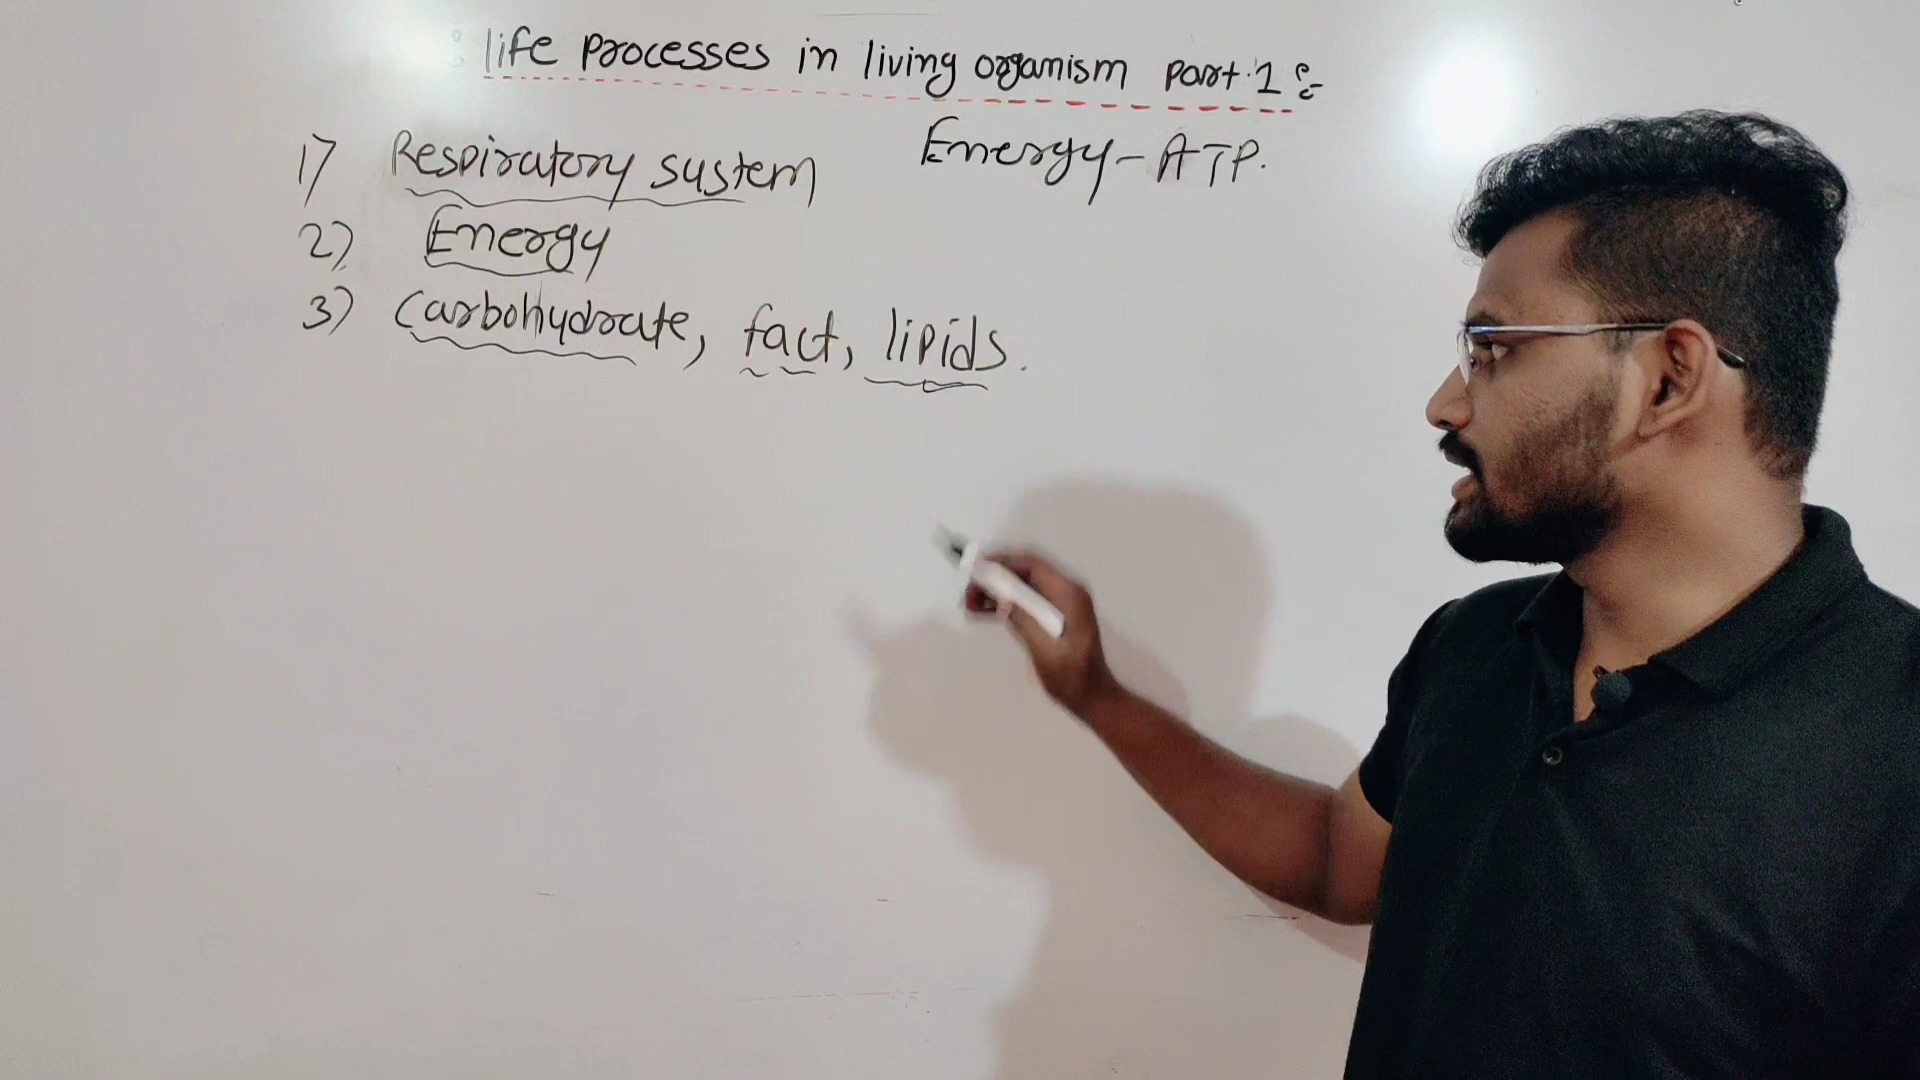 life processes in living organism part.1 :-
1) Respiratory system
Energy - ATP.
2) Energy
3) Carbohydrate, fact, lipids.